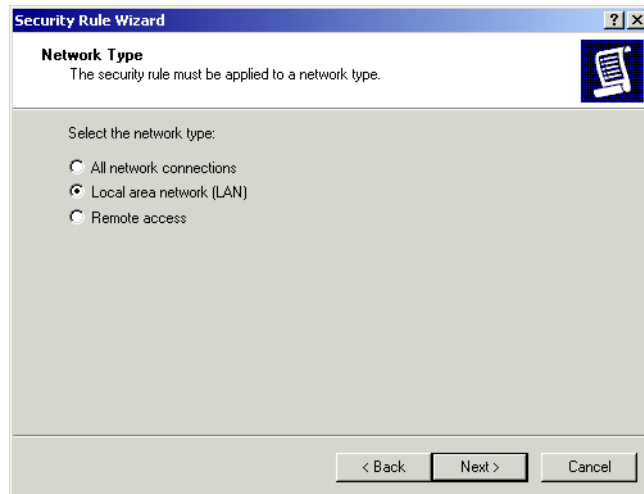 Security Rule Wizard
Network Type
The security rule must be applied to a network type.
Select the network type:
All network connections
Local area network (LAN)
Remote access
< Back Next > Cancel